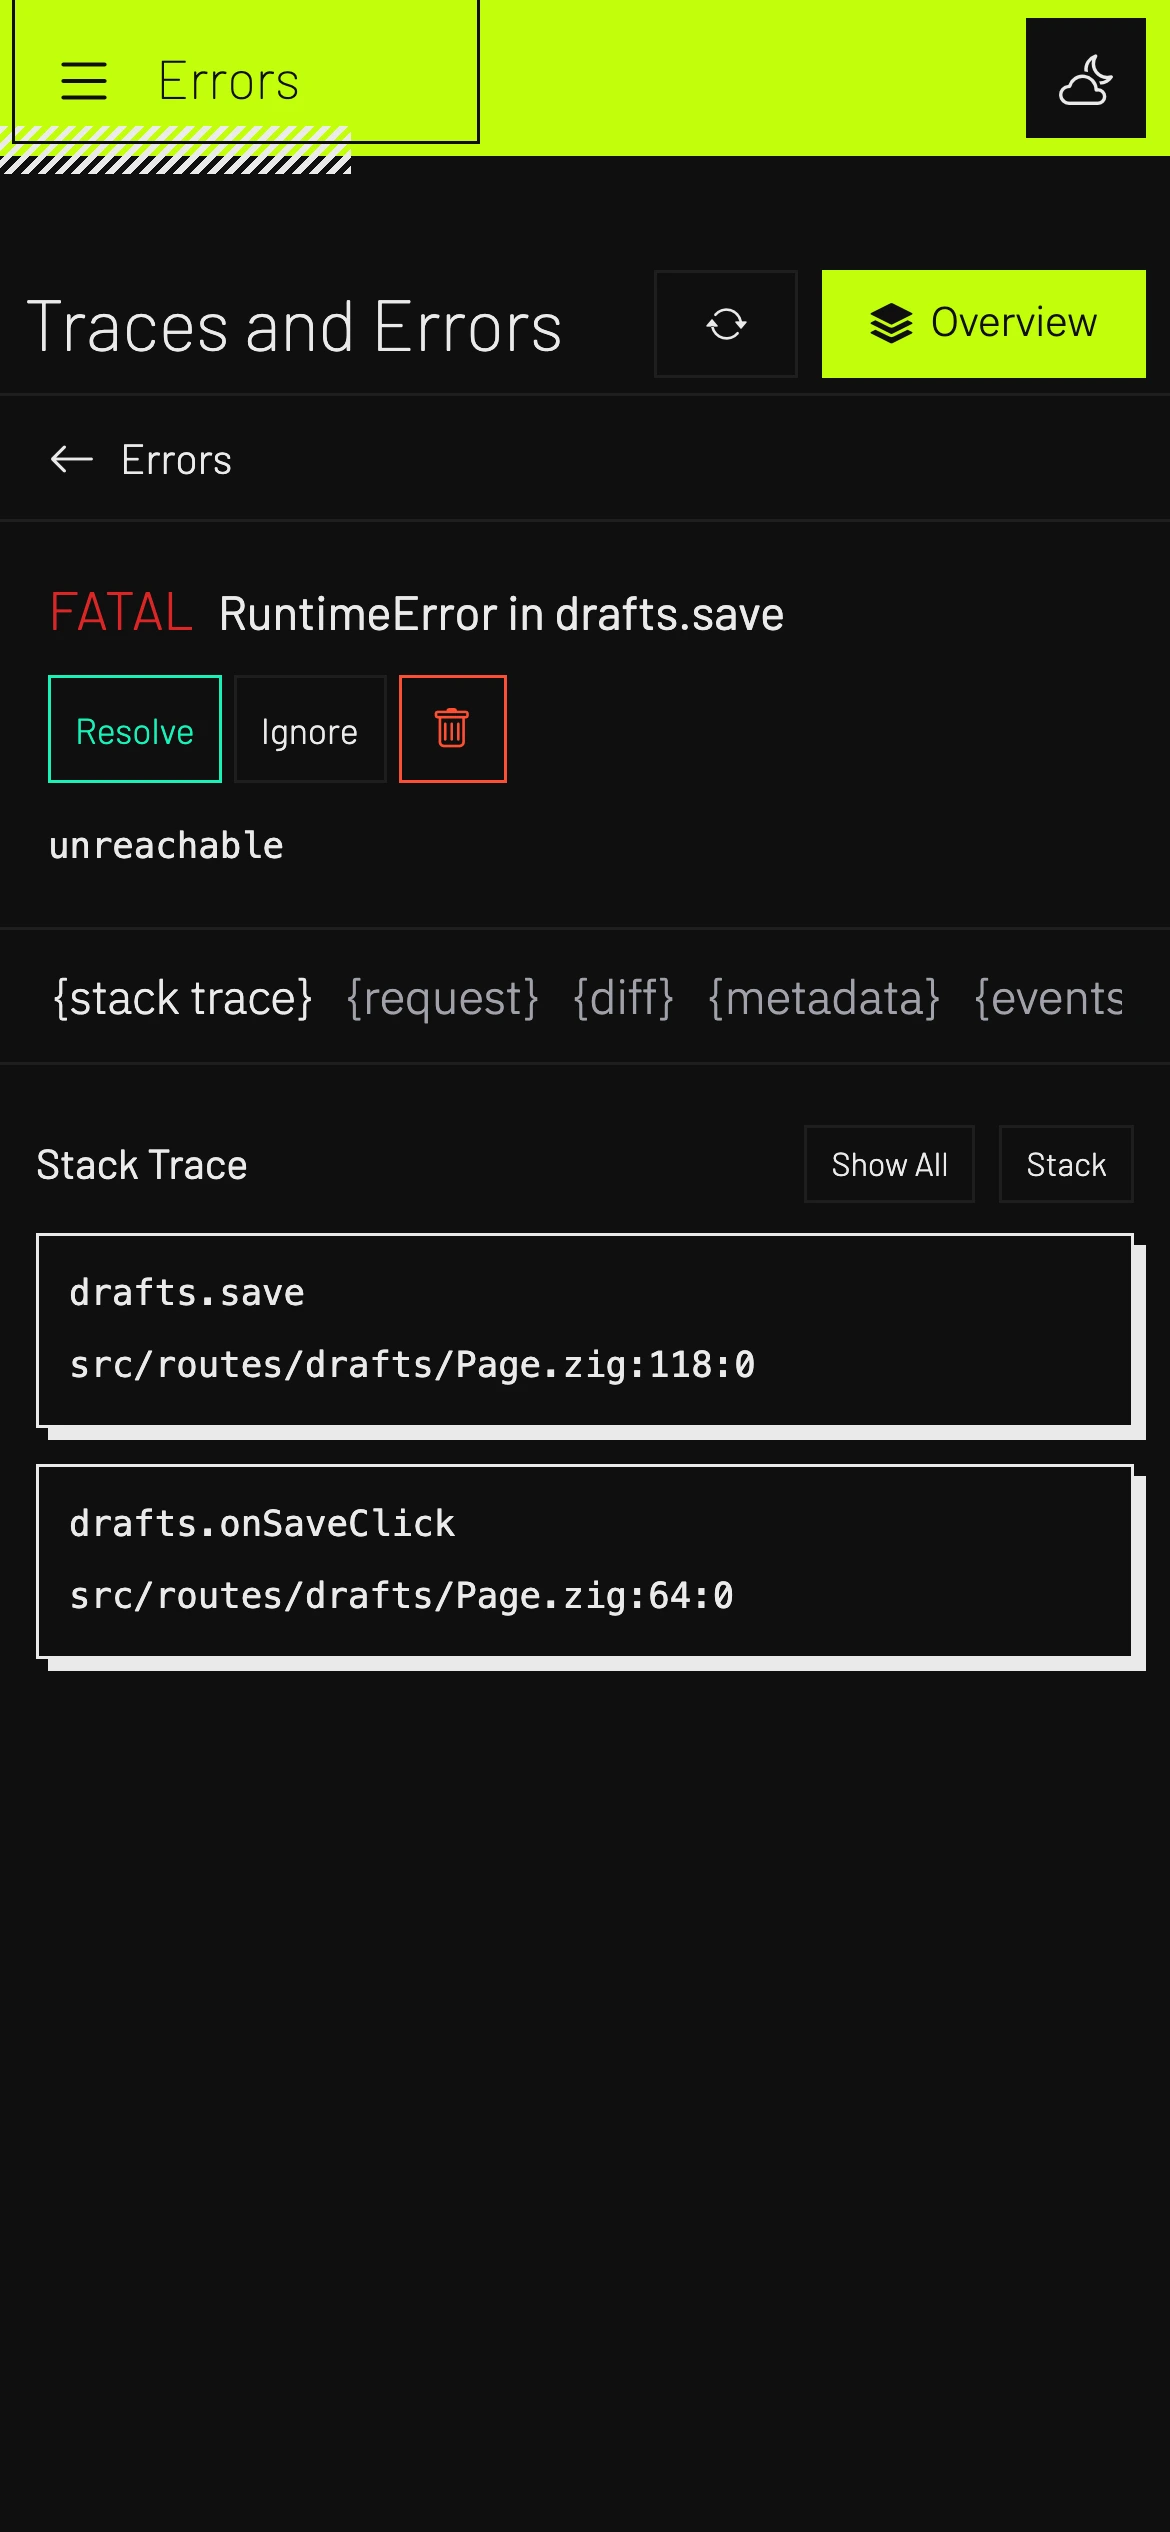 Errors
Traces and Errors
Overview
Errors
FATAL RuntimeError in drafts.save
Resolve Ignore
unreachable
{stack trace} {request} {diff} {metadata} {events
Stack Trace Show All Stack
drafts.save
src/routes/drafts/Page.zig:118:0
drafts.onSaveClick
src/routes/drafts/Page.zig:64:0